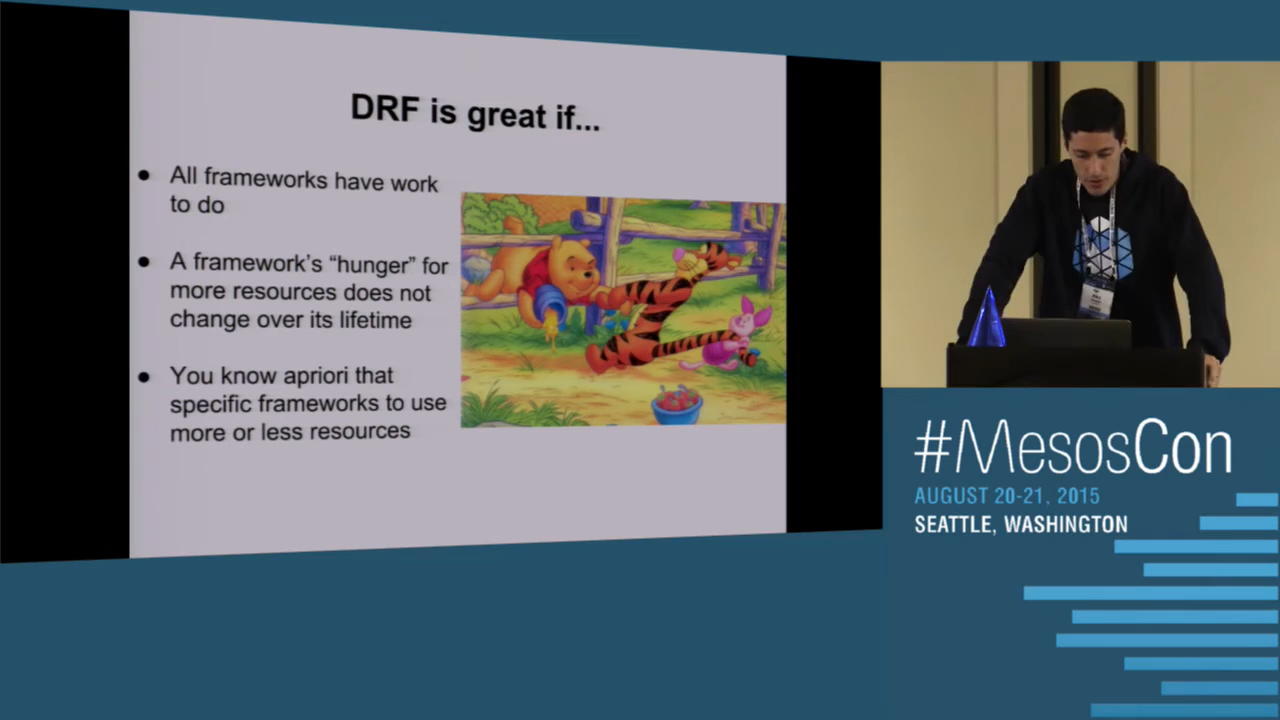 DRF is great if...
● All frameworks have work
to do
● A framework's “hunger” for
more resources does not
change over its lifetime
● You know apriori that
specific frameworks to use
more or less resources
#MesosCon
AUGUST 20-21, 2015
SEATTLE, WASHINGTON